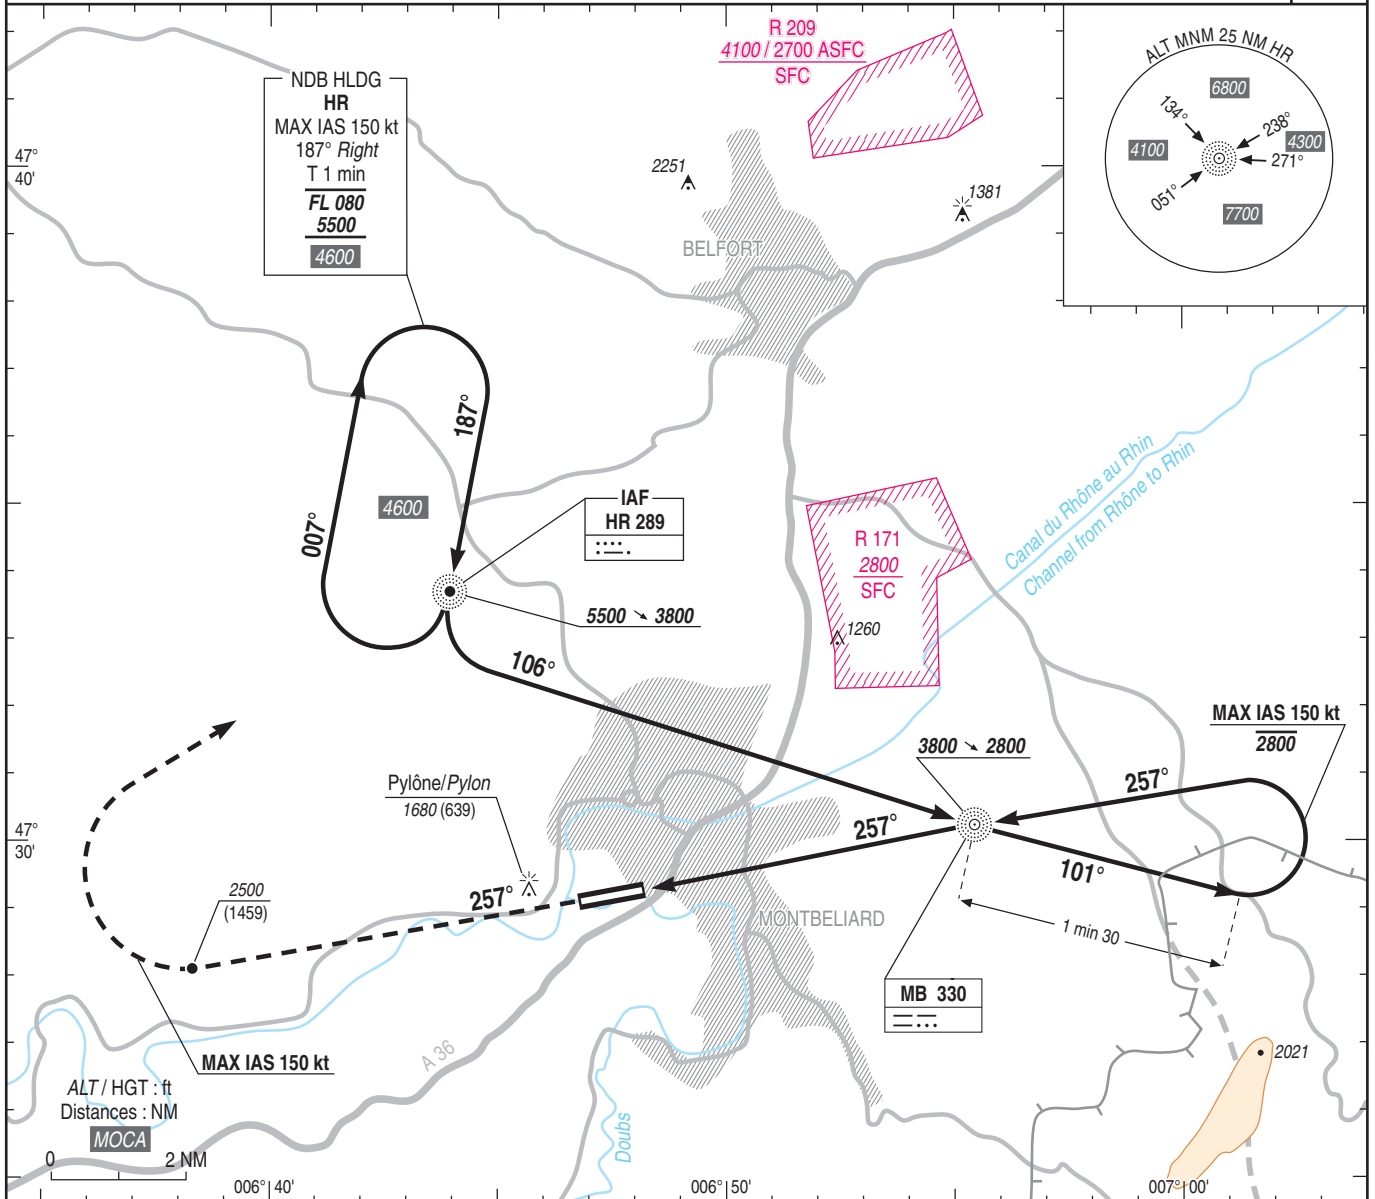 R 209
4100 / 2700 ASFC
SFC
ALT MNM 25 NM HR
6800
134°
238°
4100
4300
271°
051°
7700
NDB HLDG
HR
MAX IAS 150 kt
187° Right
T 1 min
FL 080
5500
4600
47°
40'
2251
1381
BELFORT
187°
4600
007°
IAF
HR 289
5500 ➘ 3800
R 171
2800
SFC
1260
Canal du Rhône au Rhin
Channel from Rhône to Rhin
106°
MAX IAS 150 kt
2800
3800 ➘ 2800
257°
Pylône/Pylon
1680 (639)
47°
30'
257°
101°
257°
2500
(1459)
MONTBELIARD
1 min 30
MB 330
MAX IAS 150 kt
A 36
2021
ALT / HGT : ft
Distances : NM
MOCA
0 2 NM
Doubs
006° 40'
006° 50'
007° 00'